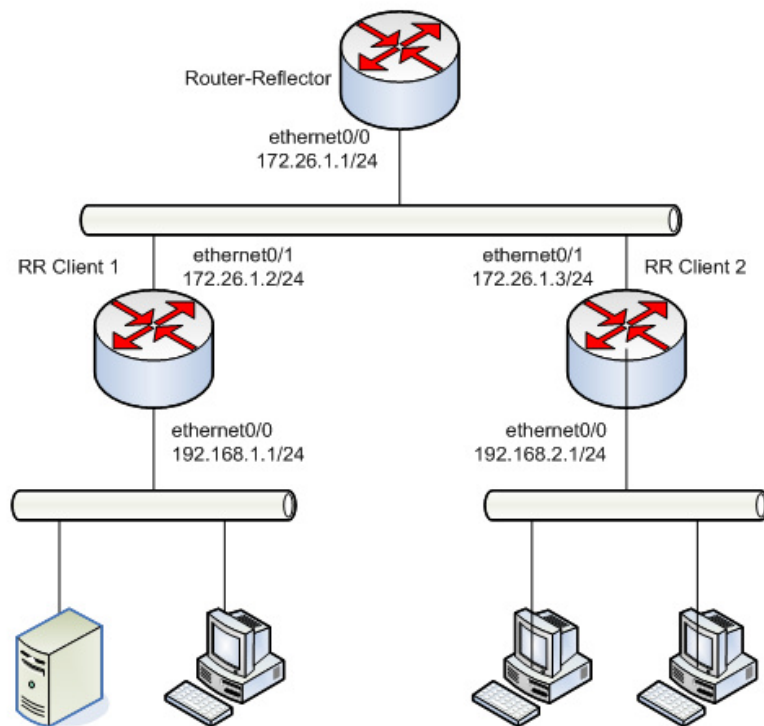 Router-Reflector
ethernet0/0
172.26.1.1/24
RR Client 1
ethernet0/1
172.26.1.2/24
ethernet0/1
172.26.1.3/24
RR Client 2
ethernet0/0
192.168.1.1/24
ethernet0/0
192.168.2.1/24